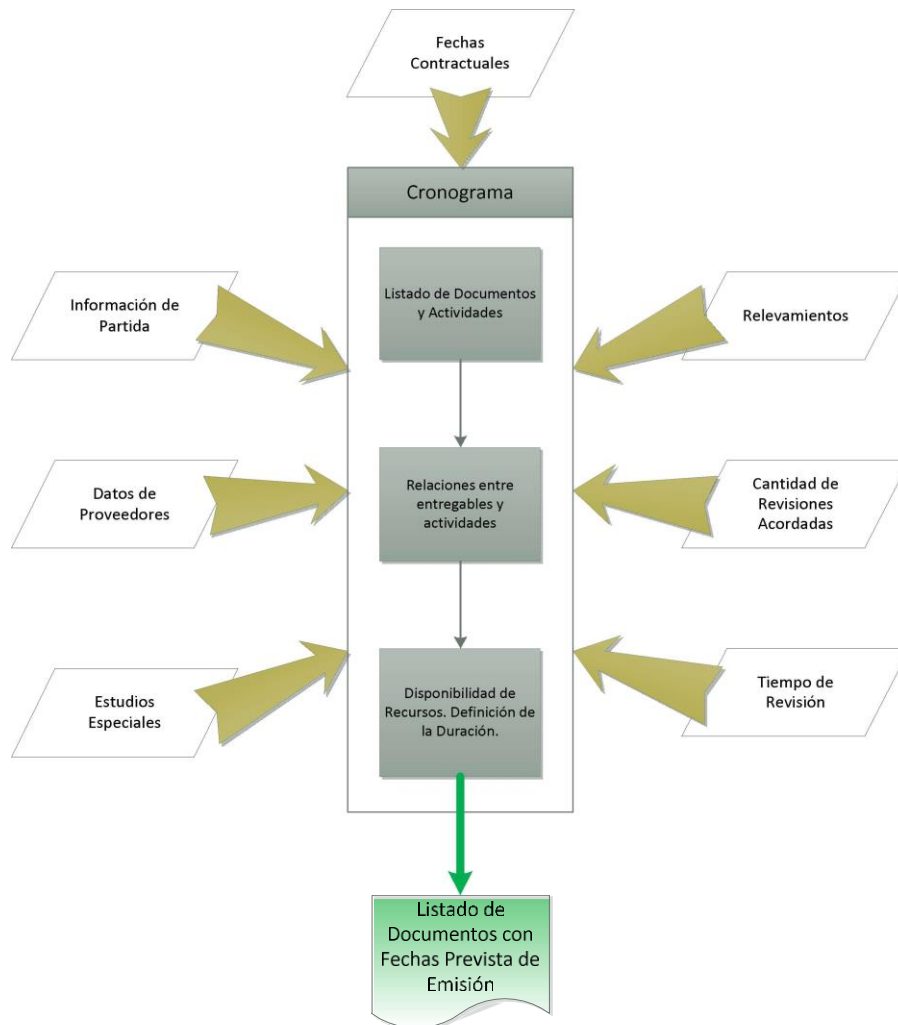 Fechas
Contractuales
Cronograma
Listado de Documentos
y Actividades
Información de
Partida
Relevamientos
Relaciones entre
entregables y
actividades
Datos de
Proveedores
Cantidad de
Revisiones
Acordadas
Disponibilidad de
Recursos. Definición de
la Duración.
Estudios
Especiales
Tiempo de
Revisión
Listado de
Documentos con
Fechas Prevista de
Emisión